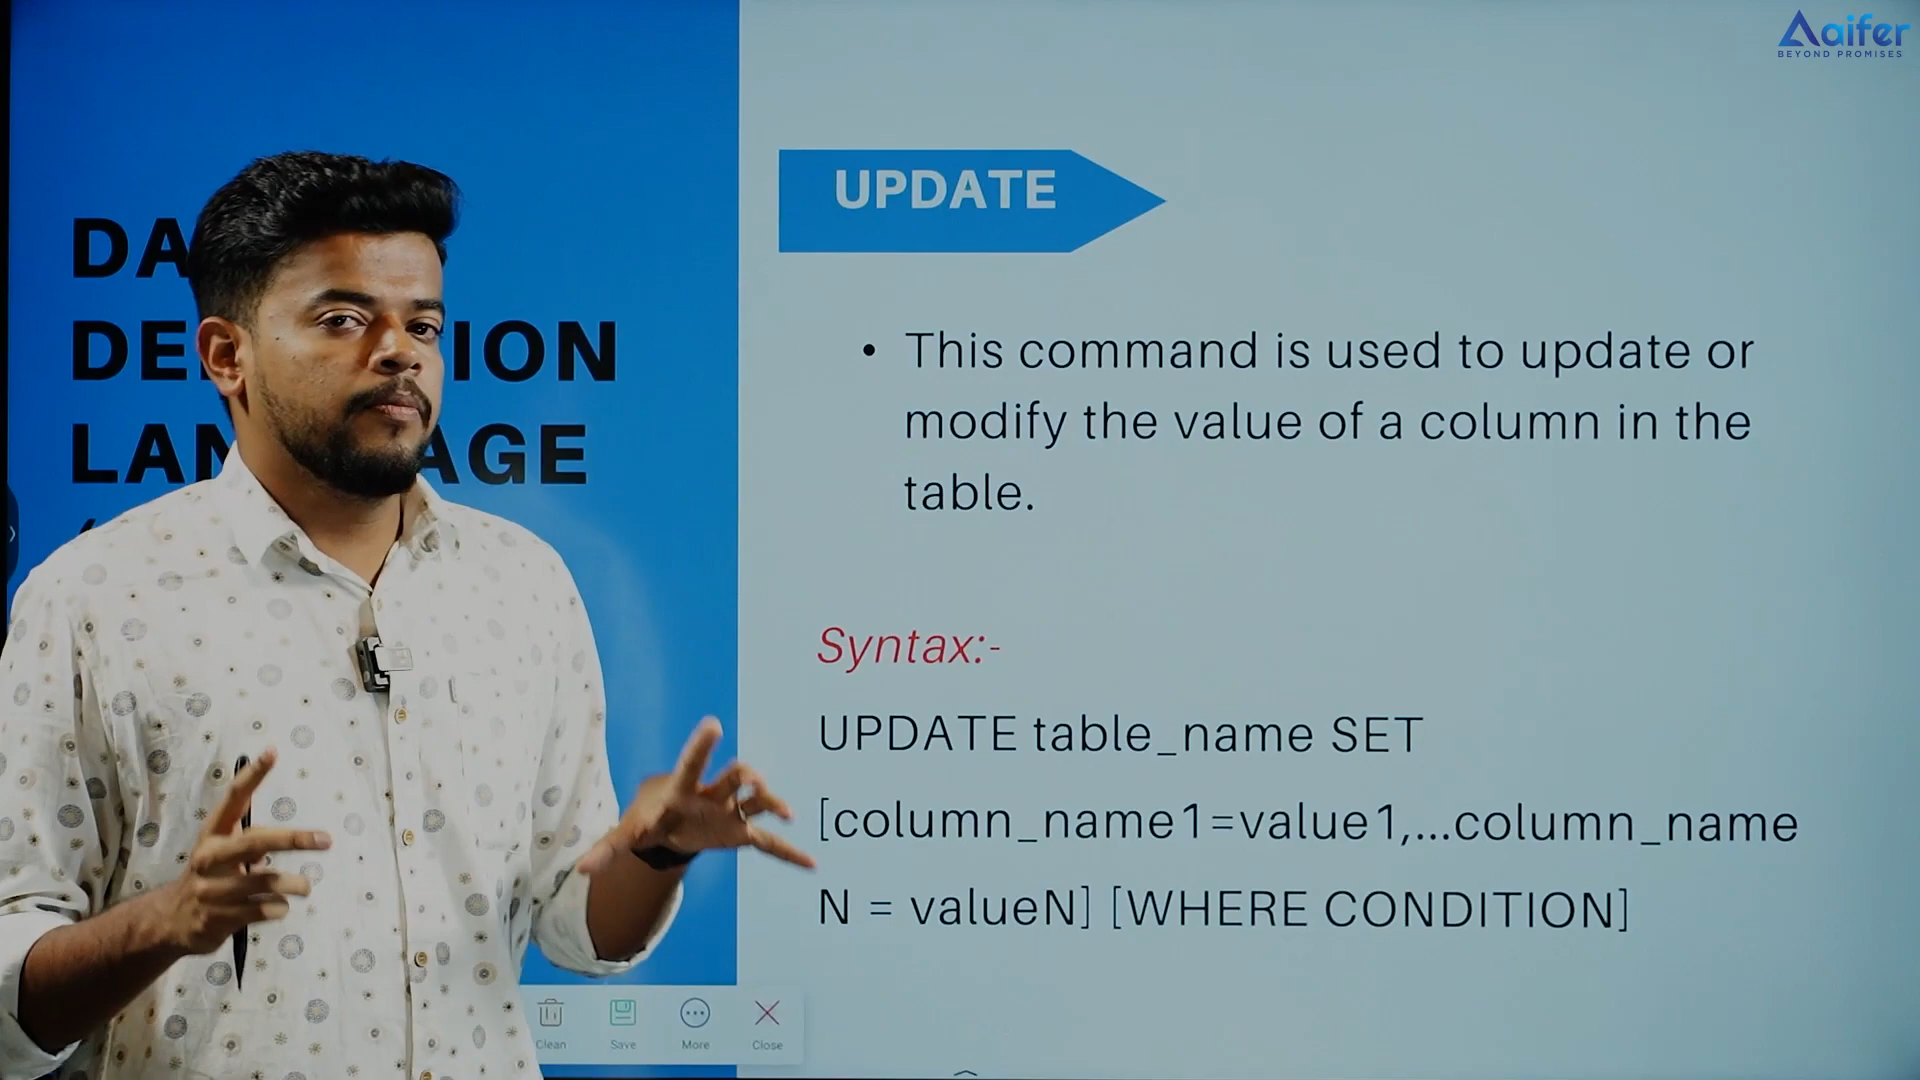 Aaifer
BEYOND PROMISES
UPDATE
DA
DE ION
LAN AGE
• This command is used to update or
modify the value of a column in the
table.
Syntax:-
UPDATE table_name SET
[column_name1=value1,...column_name
N = valueN] [WHERE CONDITION]
Clean Save More Close